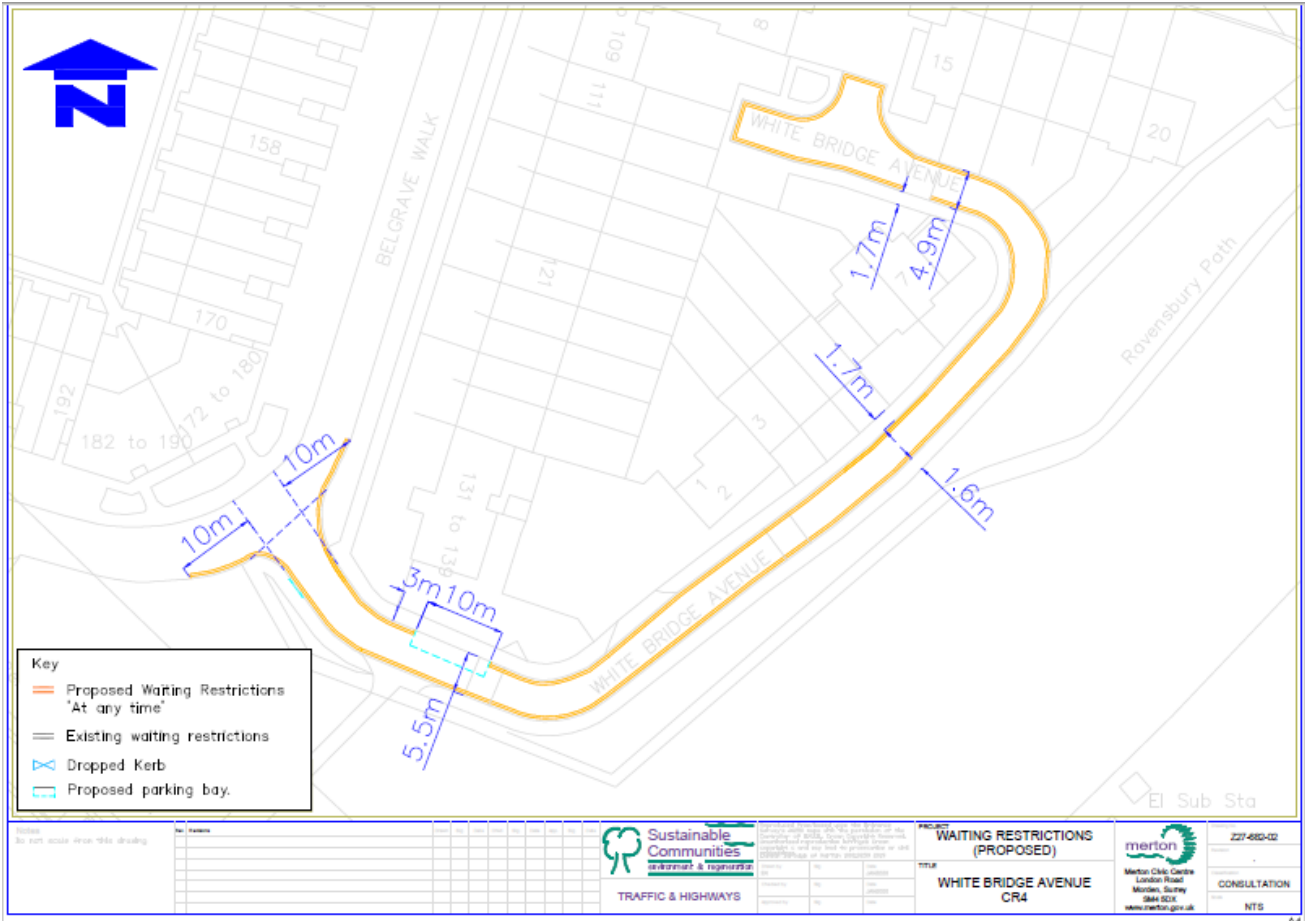 N
158
BELGRAVE WALK
170
192
172 to 180
182 to 190
109
111
121
131 to 139
8
15
20
WHITE BRIDGE AVENUE
7
3
1
2
Ravensbury Path
WHITE BRIDGE AVENUE
El Sub Sta
1.7m
4.9m
1.7m
1.6m
10m
10m
3m
10m
5.5m
Key
Proposed Waiting Restrictions
"At any time"
Existing waiting restrictions
Dropped Kerb
Proposed parking bay.
Notes
Do not scale from this drawing
Sustainable
Communities
environment & regeneration
TRAFFIC & HIGHWAYS
PROJECT
WAITING RESTRICTIONS
(PROPOSED)
TITLE
WHITE BRIDGE AVENUE
CR4
merton
Merton Civic Centre
London Road
Morden, Surrey
SM4 5DX
www.merton.gov.uk
Z27-682-02
CONSULTATION
NTS